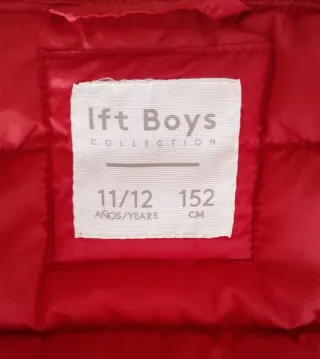 lft Boys
COLLECTION
11/12 152
AÑOS/YEARS CM